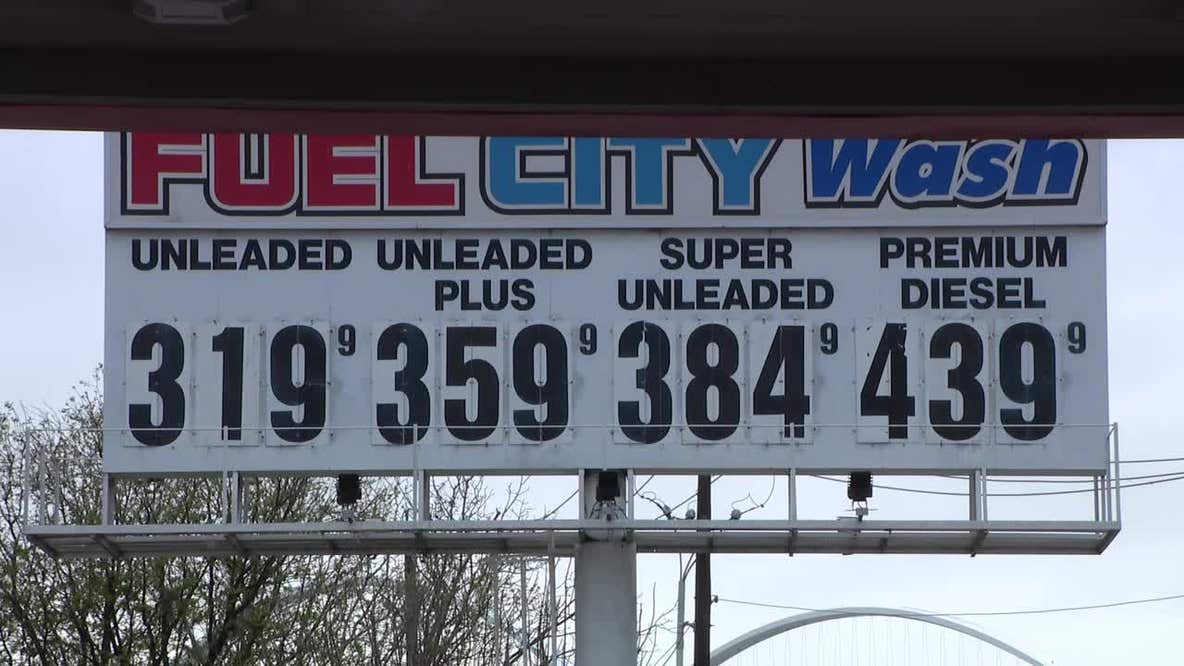 FUEL CITY Wash
UNLEADED UNLEADED PLUS SUPER UNLEADED PREMIUM DIESEL
319 9 359 9 384 9 439 9